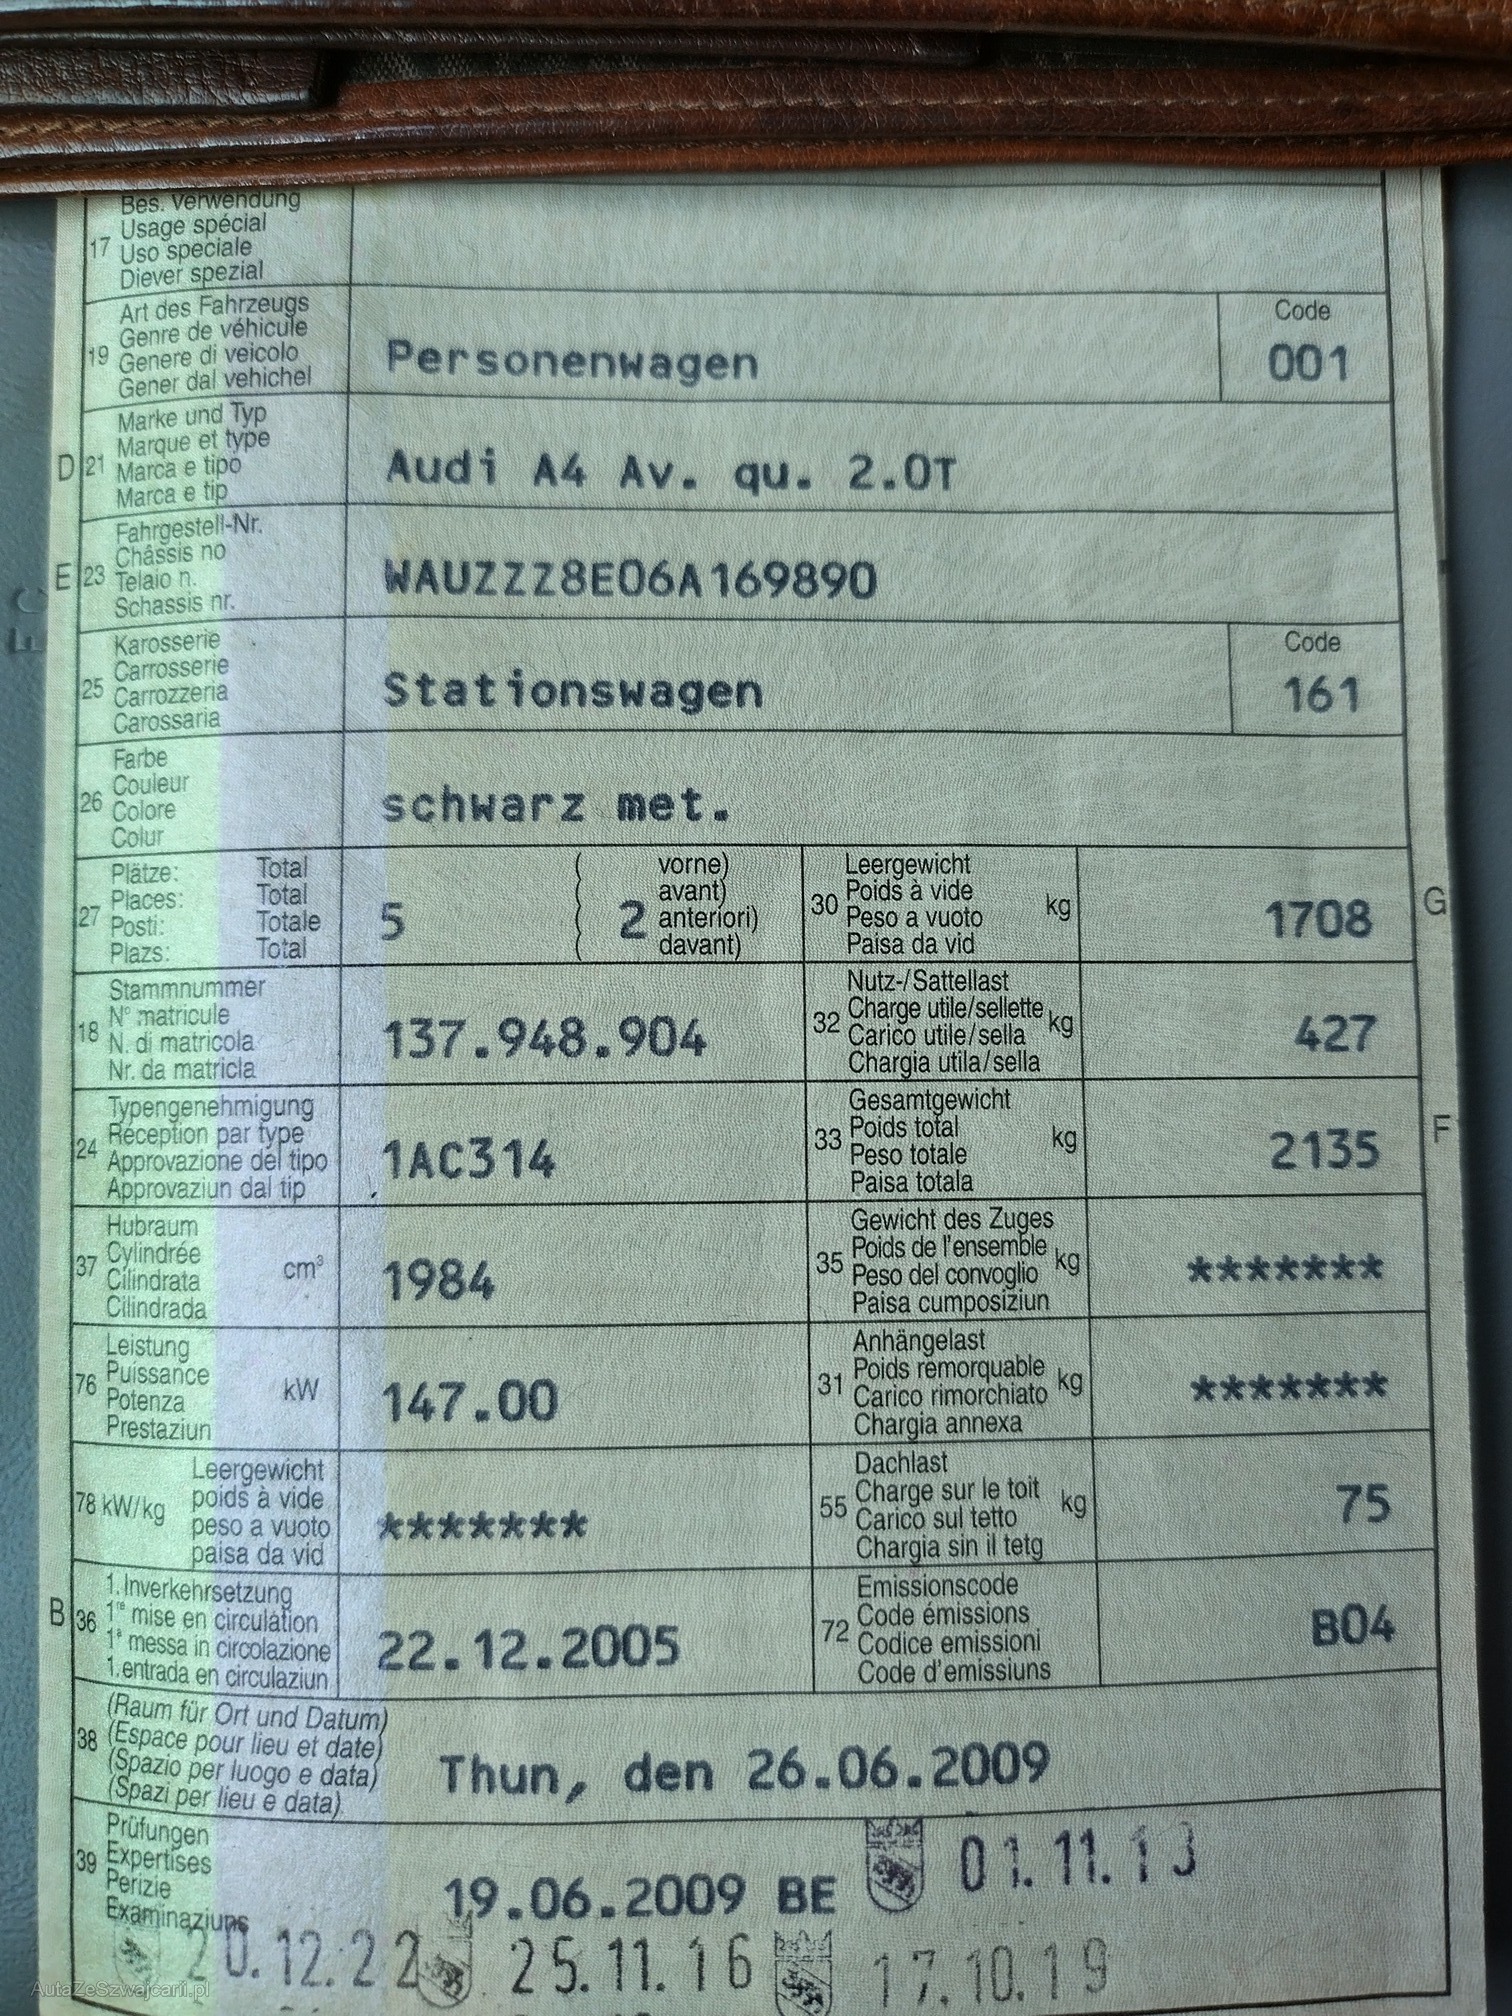 Bes. Verwendung
Usage spécial
17 Uso speciale
Diever spezial
Art des Fahrzeugs
Genre de véhicule
19 Genere di veicolo
Gener dal vehichel
Personenwagen
Code
001
Marke und Typ
Marque et type
D 21 Marca e tipo
Marca e tip
Audi A4 Av. qu. 2.0T
Fahrgestell-Nr.
Châssis no
E 23 Telaio n.
Schassis nr.
WAUZZZ8E06A169890
Karosserie
Carrosserie
25 Carrozzeria
Carossaria
Stationswagen
Code
161
Farbe
Couleur
26 Colore
Colur
schwarz met.
Plätze: Total
Places: Total
27 Posti: Totale
Plazs: Total
5 ( 2 vorne)
( avant)
( anteriori)
( davant)
Leergewicht
30 Poids à vide kg
Peso a vuoto
Paisa da vid
1708 G
Stammnummer
18 N° matricule
N. di matricola
Nr. da matricla
137.948.904
Nutz-/Sattellast
32 Charge utile/sellette kg
Carico utile/sella
Chargia utila/sella
427
Typengenehmigung
24 Réception par type
Approvazione del tipo
Approvaziun dal tip
1AC314
Gesamtgewicht
33 Poids total kg
Peso totale
Paisa totala
2135 F
Hubraum
37 Cylindrée cm³
Cilindrata
Cilindrada
1984
Gewicht des Zuges
35 Poids de l'ensemble kg
Peso del convoglio
Paisa cumposiziun
*******
Leistung
76 Puissance kW
Potenza
Prestaziun
147.00
Anhängelast
31 Poids remorquable kg
Carico rimorchiato
Chargia annexa
*******
Leergewicht
78 kW/kg poids à vide
peso a vuoto
paisa da vid
*******
Dachlast
55 Charge sur le toit kg
Carico sul tetto
Chargia sin il tetg
75
1. Inverkehrsetzung
B 36 1re mise en circulation
1a messa in circolazione
1. entrada en circulaziun
22.12.2005
Emissionscode
72 Code émissions
Codice emissioni
Code d'emissiuns
B04
(Raum für Ort und Datum)
38 (Espace pour lieu et date)
(Spazio per luogo e data)
(Spazi per lieu e data)
Thun, den 26.06.2009
Prüfungen
39 Expertises
Perizie
Examinaziuns
19.06.2009 BE 01.11.13
20.12.22 25.11.16 17.10.19
AutaZeSzwajcarii.pl